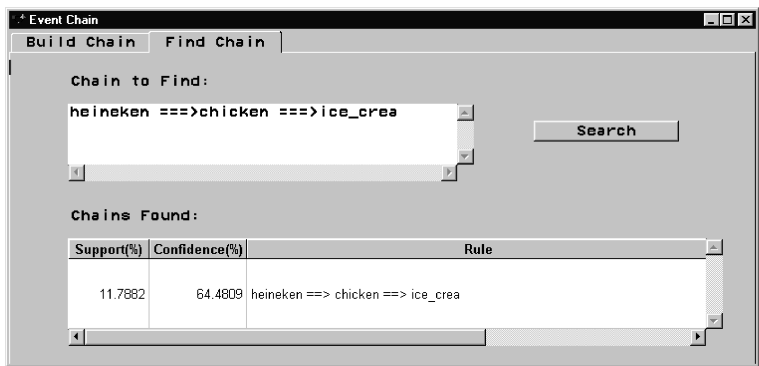 Event Chain
Build Chain Find Chain
Chain to Find:
heineken ===>chicken ===>ice_crea
Search
Chains Found:
Support(%) Confidence(%) Rule
11.7882 64.4809 heineken ==> chicken ==> ice_crea